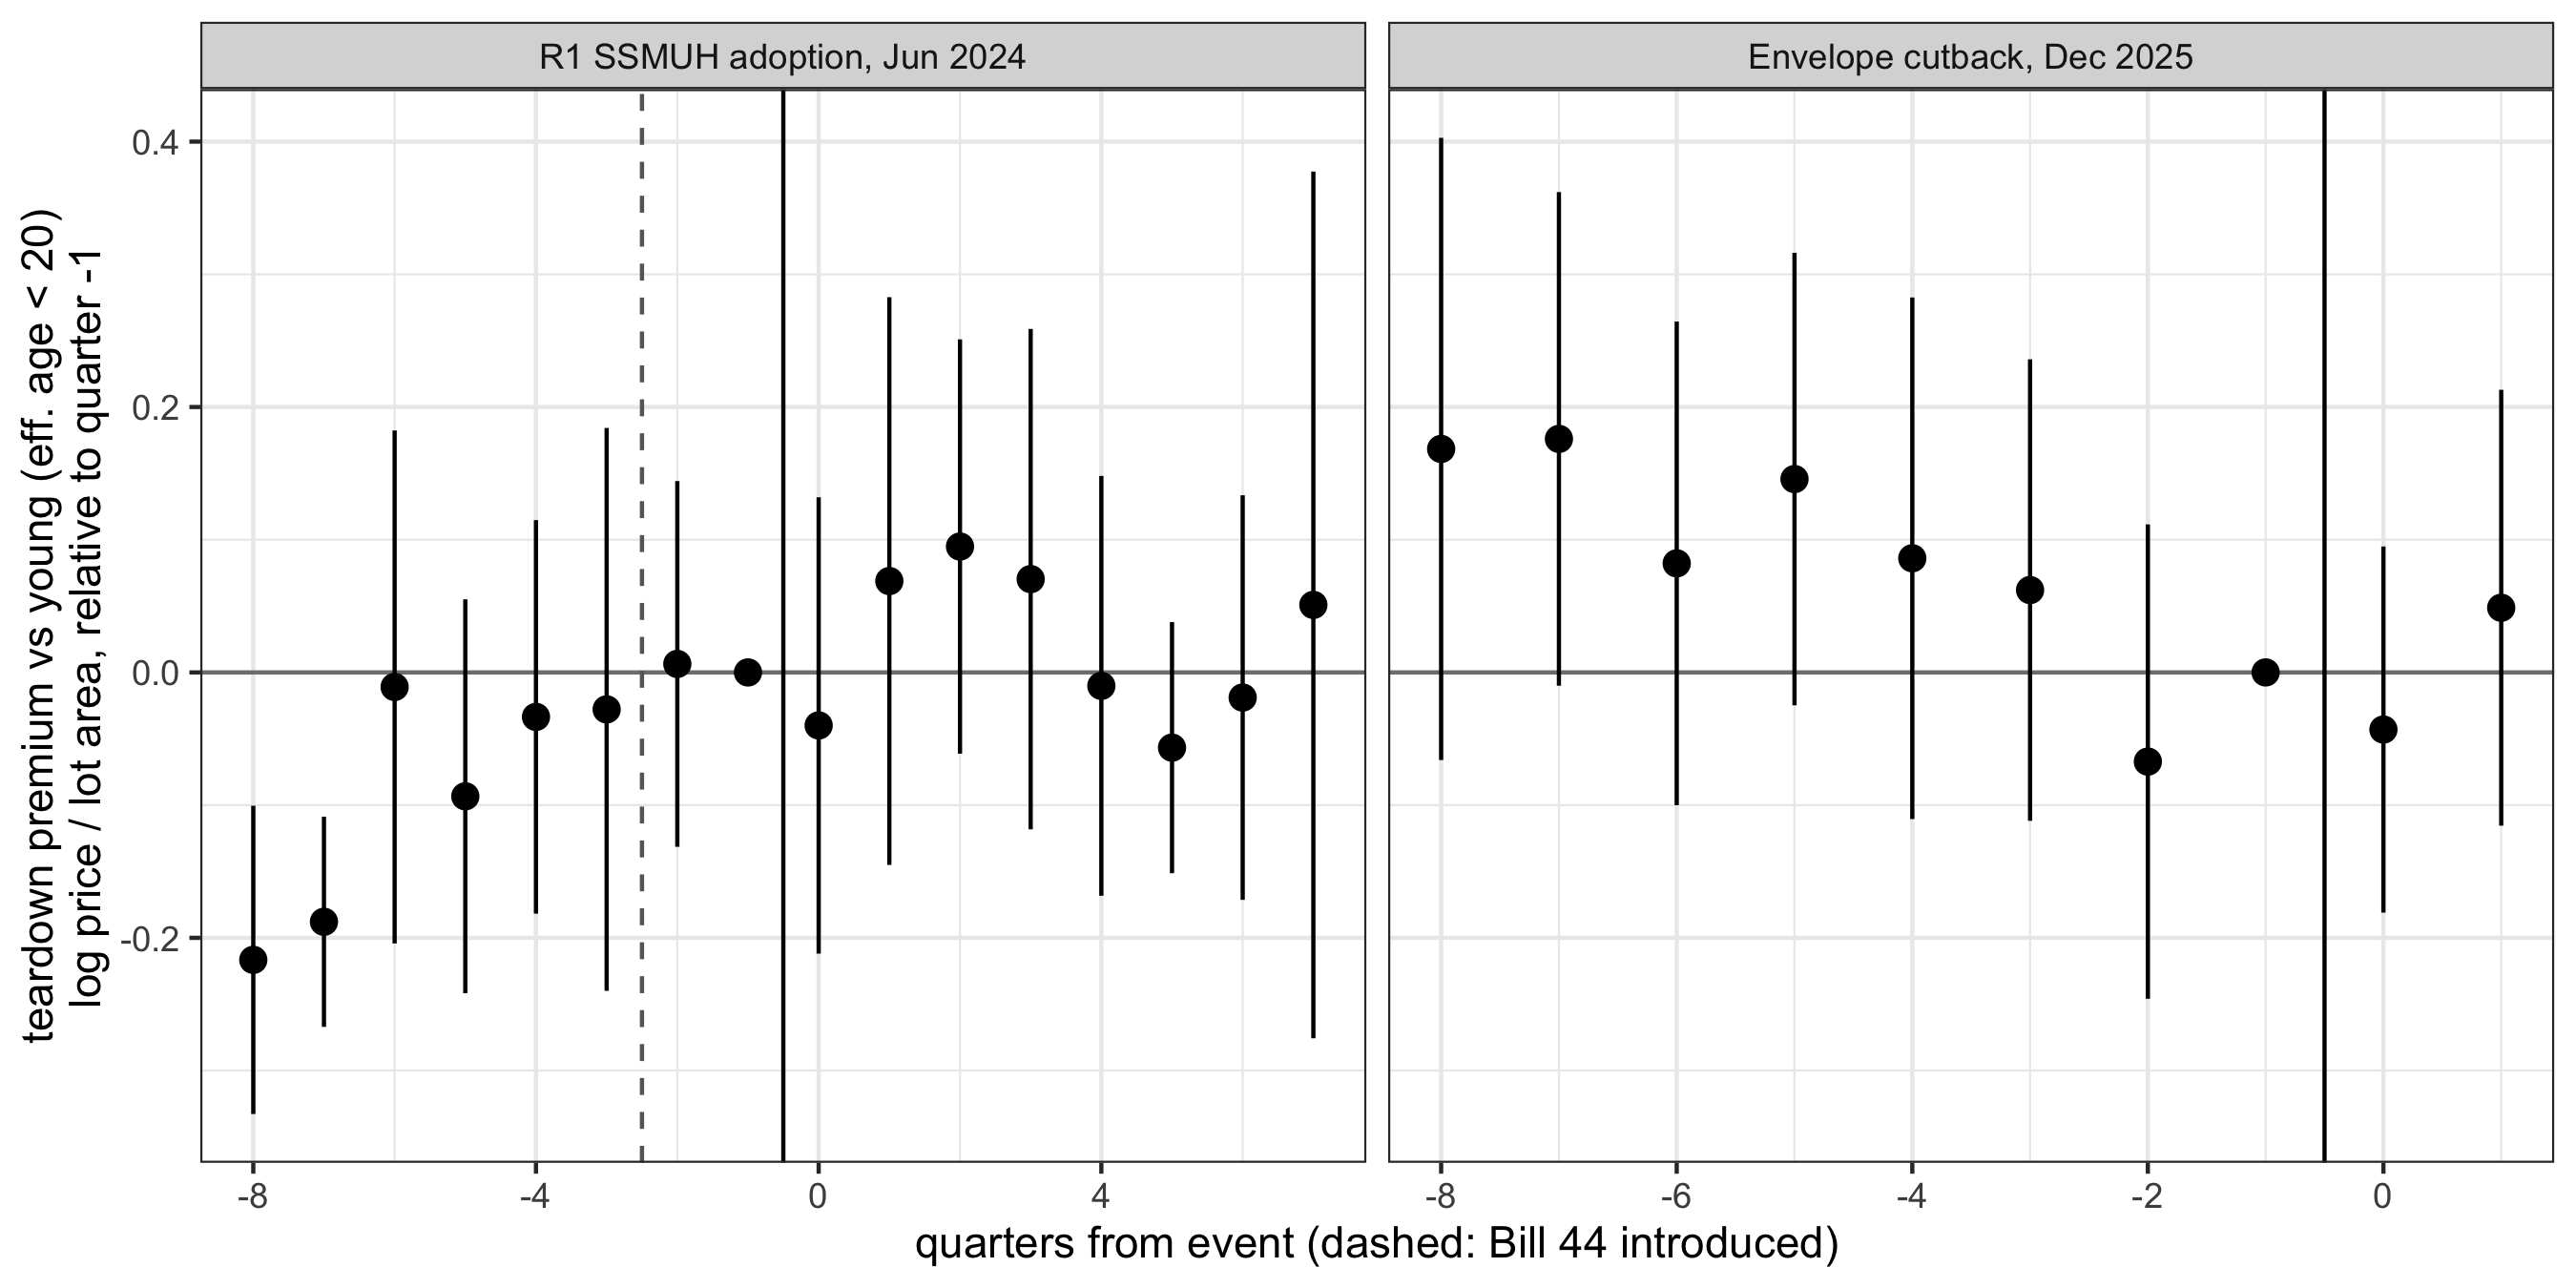 R1 SSMUH adoption, Jun 2024
Envelope cutback, Dec 2025
teardown premium vs young (eff. age < 20)
log price / lot area, relative to quarter -1
0.4
0.2
0.0
-0.2
-8
-4
0
4
-8
-6
-4
-2
0
quarters from event (dashed: Bill 44 introduced)